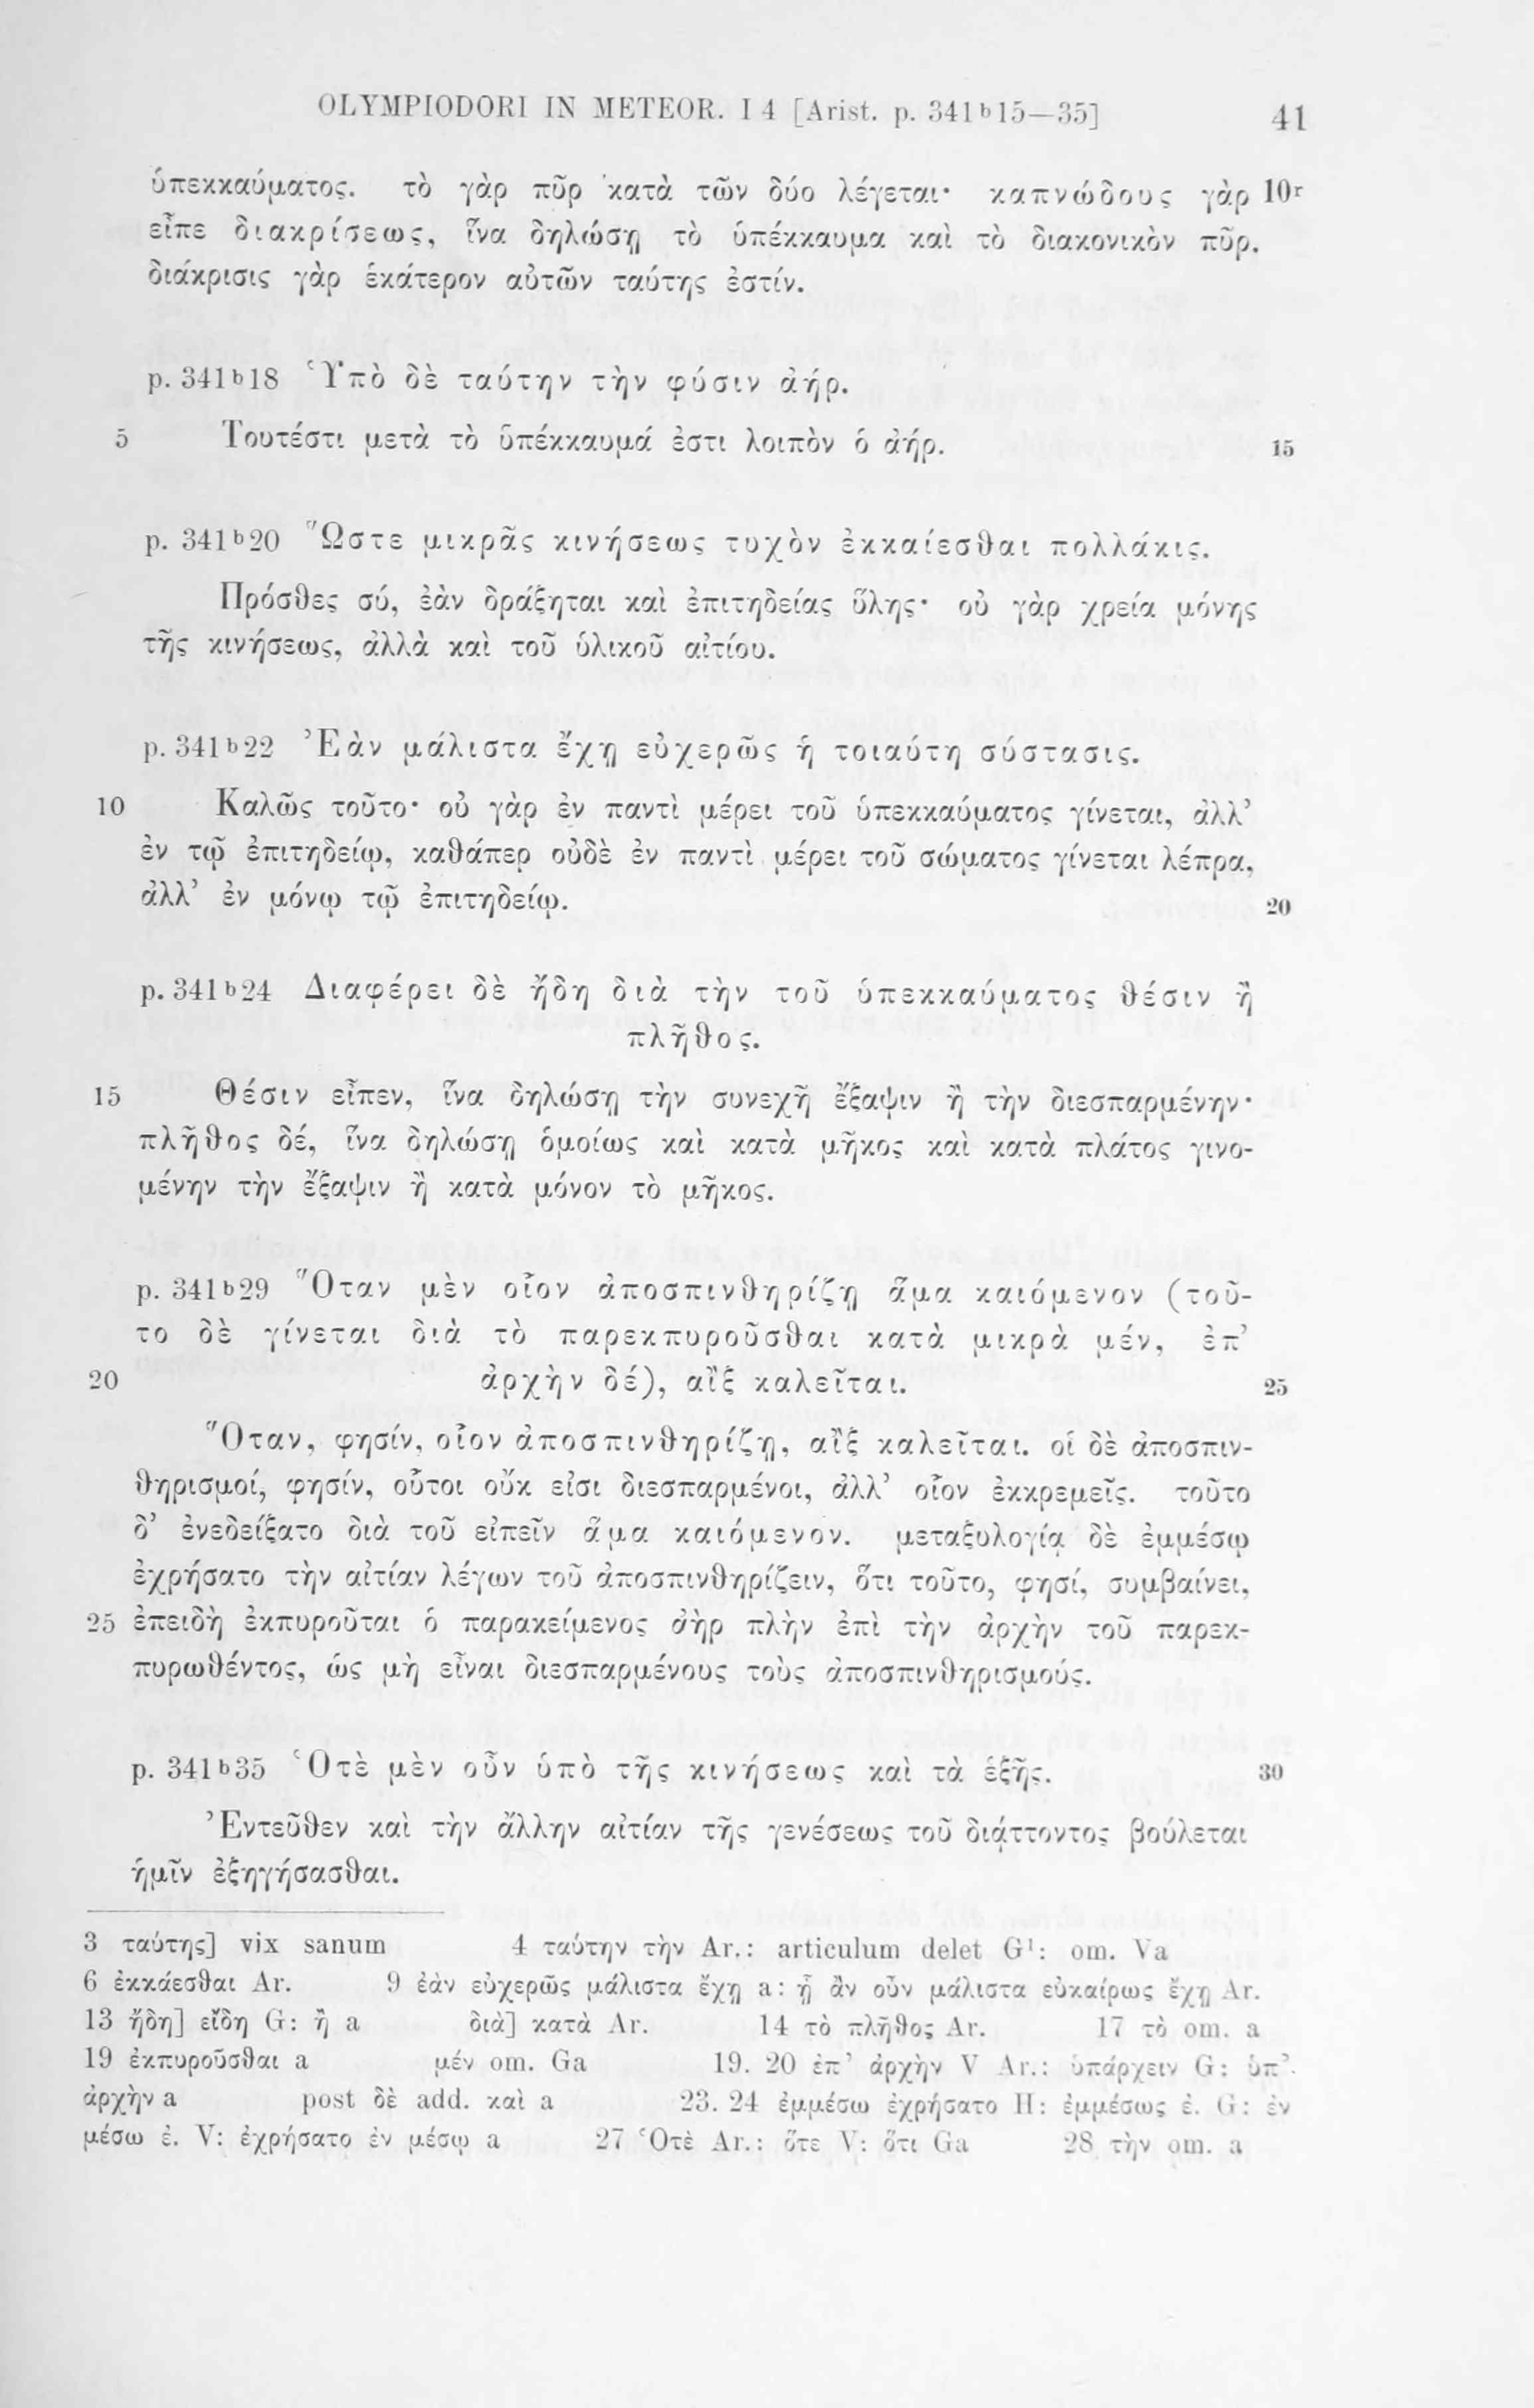 OLYMPIODORI IN METEOR. I 4 [Arist. p. 341ᵇ15—35] 41
ὑπεκκαύματος. τὸ γὰρ πῦρ κατὰ τῶν δύο λέγεται· καπνώδους γὰρ 10ʳ
εἶπε διακρίσεως, ἵνα δηλώσῃ τὸ ὑπέκκαυμα καὶ τὸ διακονικὸν πῦρ.
διάκρισις γὰρ ἑκάτερον αὐτῶν ταύτης ἐστίν.
p. 341ᵇ18 Ὑπὸ δὲ ταύτην τὴν φύσιν ἀήρ.
5 Τουτέστι μετὰ τὸ ὑπέκκαυμά ἐστι λοιπὸν ὁ ἀήρ. 15
p. 341ᵇ20 Ὥστε μικρᾶς κινήσεως τυχὸν ἐκκαίεσθαι πολλάκις.
Πρόσθες σύ, ἐὰν δράξηται καὶ ἐπιτηδείας ὕλης· οὐ γὰρ χρεία μόνης
τῆς κινήσεως, ἀλλὰ καὶ τοῦ ὑλικοῦ αἰτίου.
p. 341ᵇ22 Ἐὰν μάλιστα ἔχῃ εὐχερῶς ἡ τοιαύτη σύστασις.
10 Καλῶς τοῦτο· οὐ γὰρ ἐν παντὶ μέρει τοῦ ὑπεκκαύματος γίνεται, ἀλλ’
ἐν τῷ ἐπιτηδείῳ, καθάπερ οὐδὲ ἐν παντὶ μέρει τοῦ σώματος γίνεται λέπρα,
ἀλλ’ ἐν μόνῳ τῷ ἐπιτηδείῳ. 20
p. 341ᵇ24 Διαφέρει δὲ ἤδη διὰ τὴν τοῦ ὑπεκκαύματος θέσιν ἢ
πλῆθος.
15 Θέσιν εἶπεν, ἵνα δηλώσῃ τὴν συνεχῆ ἔξαψιν ἢ τὴν διεσπαρμένην·
πλῆθος δέ, ἵνα δηλώσῃ ὁμοίως καὶ κατὰ μῆκος καὶ κατὰ πλάτος γινο-
μένην τὴν ἔξαψιν ἢ κατὰ μόνον τὸ μῆκος.
p. 341ᵇ29 Ὅταν μὲν οἷον ἀποσπινθηρίζῃ ἅμα καιόμενον (τοῦ-
το δὲ γίνεται διὰ τὸ παρεκπυροῦσθαι κατὰ μικρὰ μέν, ἐπ’
20 ἀρχὴν δέ), αἲξ καλεῖται. 25
Ὅταν, φησίν, οἷον ἀποσπινθηρίζῃ, αἲξ καλεῖται. οἱ δὲ ἀποσπιν-
θηρισμοί, φησίν, οὗτοι οὔκ εἰσι διεσπαρμένοι, ἀλλ’ οἷον ἐκκρεμεῖς. τοῦτο
δ’ ἐνεδείξατο διὰ τοῦ εἰπεῖν ἅμα καιόμενον. μεταξυλογίᾳ δὲ ἐμμέσῳ
ἐχρήσατο τὴν αἰτίαν λέγων τοῦ ἀποσπινθηρίζειν, ὅτι τοῦτο, φησί, συμβαίνει,
25 ἐπειδὴ ἐκπυροῦται ὁ παρακείμενος ἀὴρ πλὴν ἐπὶ τὴν ἀρχὴν τοῦ παρεκ-
πυρωθέντος, ὡς μὴ εἶναι διεσπαρμένους τοὺς ἀποσπινθηρισμούς.
p. 341ᵇ35 Ὁτὲ μὲν οὖν ὑπὸ τῆς κινήσεως καὶ τὰ ἑξῆς. 30
Ἐντεῦθεν καὶ τὴν ἄλλην αἰτίαν τῆς γενέσεως τοῦ διᾴττοντος βούλεται
ἡμῖν ἐξηγήσασθαι.
3 ταύτης] vix sanum 4 ταύτην τὴν Ar.: articulum delet G¹: om. Va
6 ἐκκάεσθαι Ar. 9 ἐὰν εὐχερῶς μάλιστα ἔχῃ a: ᾗ ἂν οὖν μάλιστα εὐκαίρως ἔχῃ Ar.
13 ἤδη] εἴδη G: ἢ a διὰ] κατὰ Ar. 14 τὸ πλῆθος Ar. 17 τὸ om. a
19 ἐκπυροῦσθαι a μέν om. Ga 19. 20 ἐπ’ ἀρχὴν V Ar.: ὑπάρχειν G: ὑπ’
ἀρχὴν a post δὲ add. καὶ a 23. 24 ἐμμέσω ἐχρήσατο H: ἐμμέσως ἐ. G: ἐν
μέσω ἐ. V: ἐχρήσατο ἐν μέσῳ a 27 Ὁτὲ Ar.: ὅτε V: ὅτι Ga 28 τὴν om. a